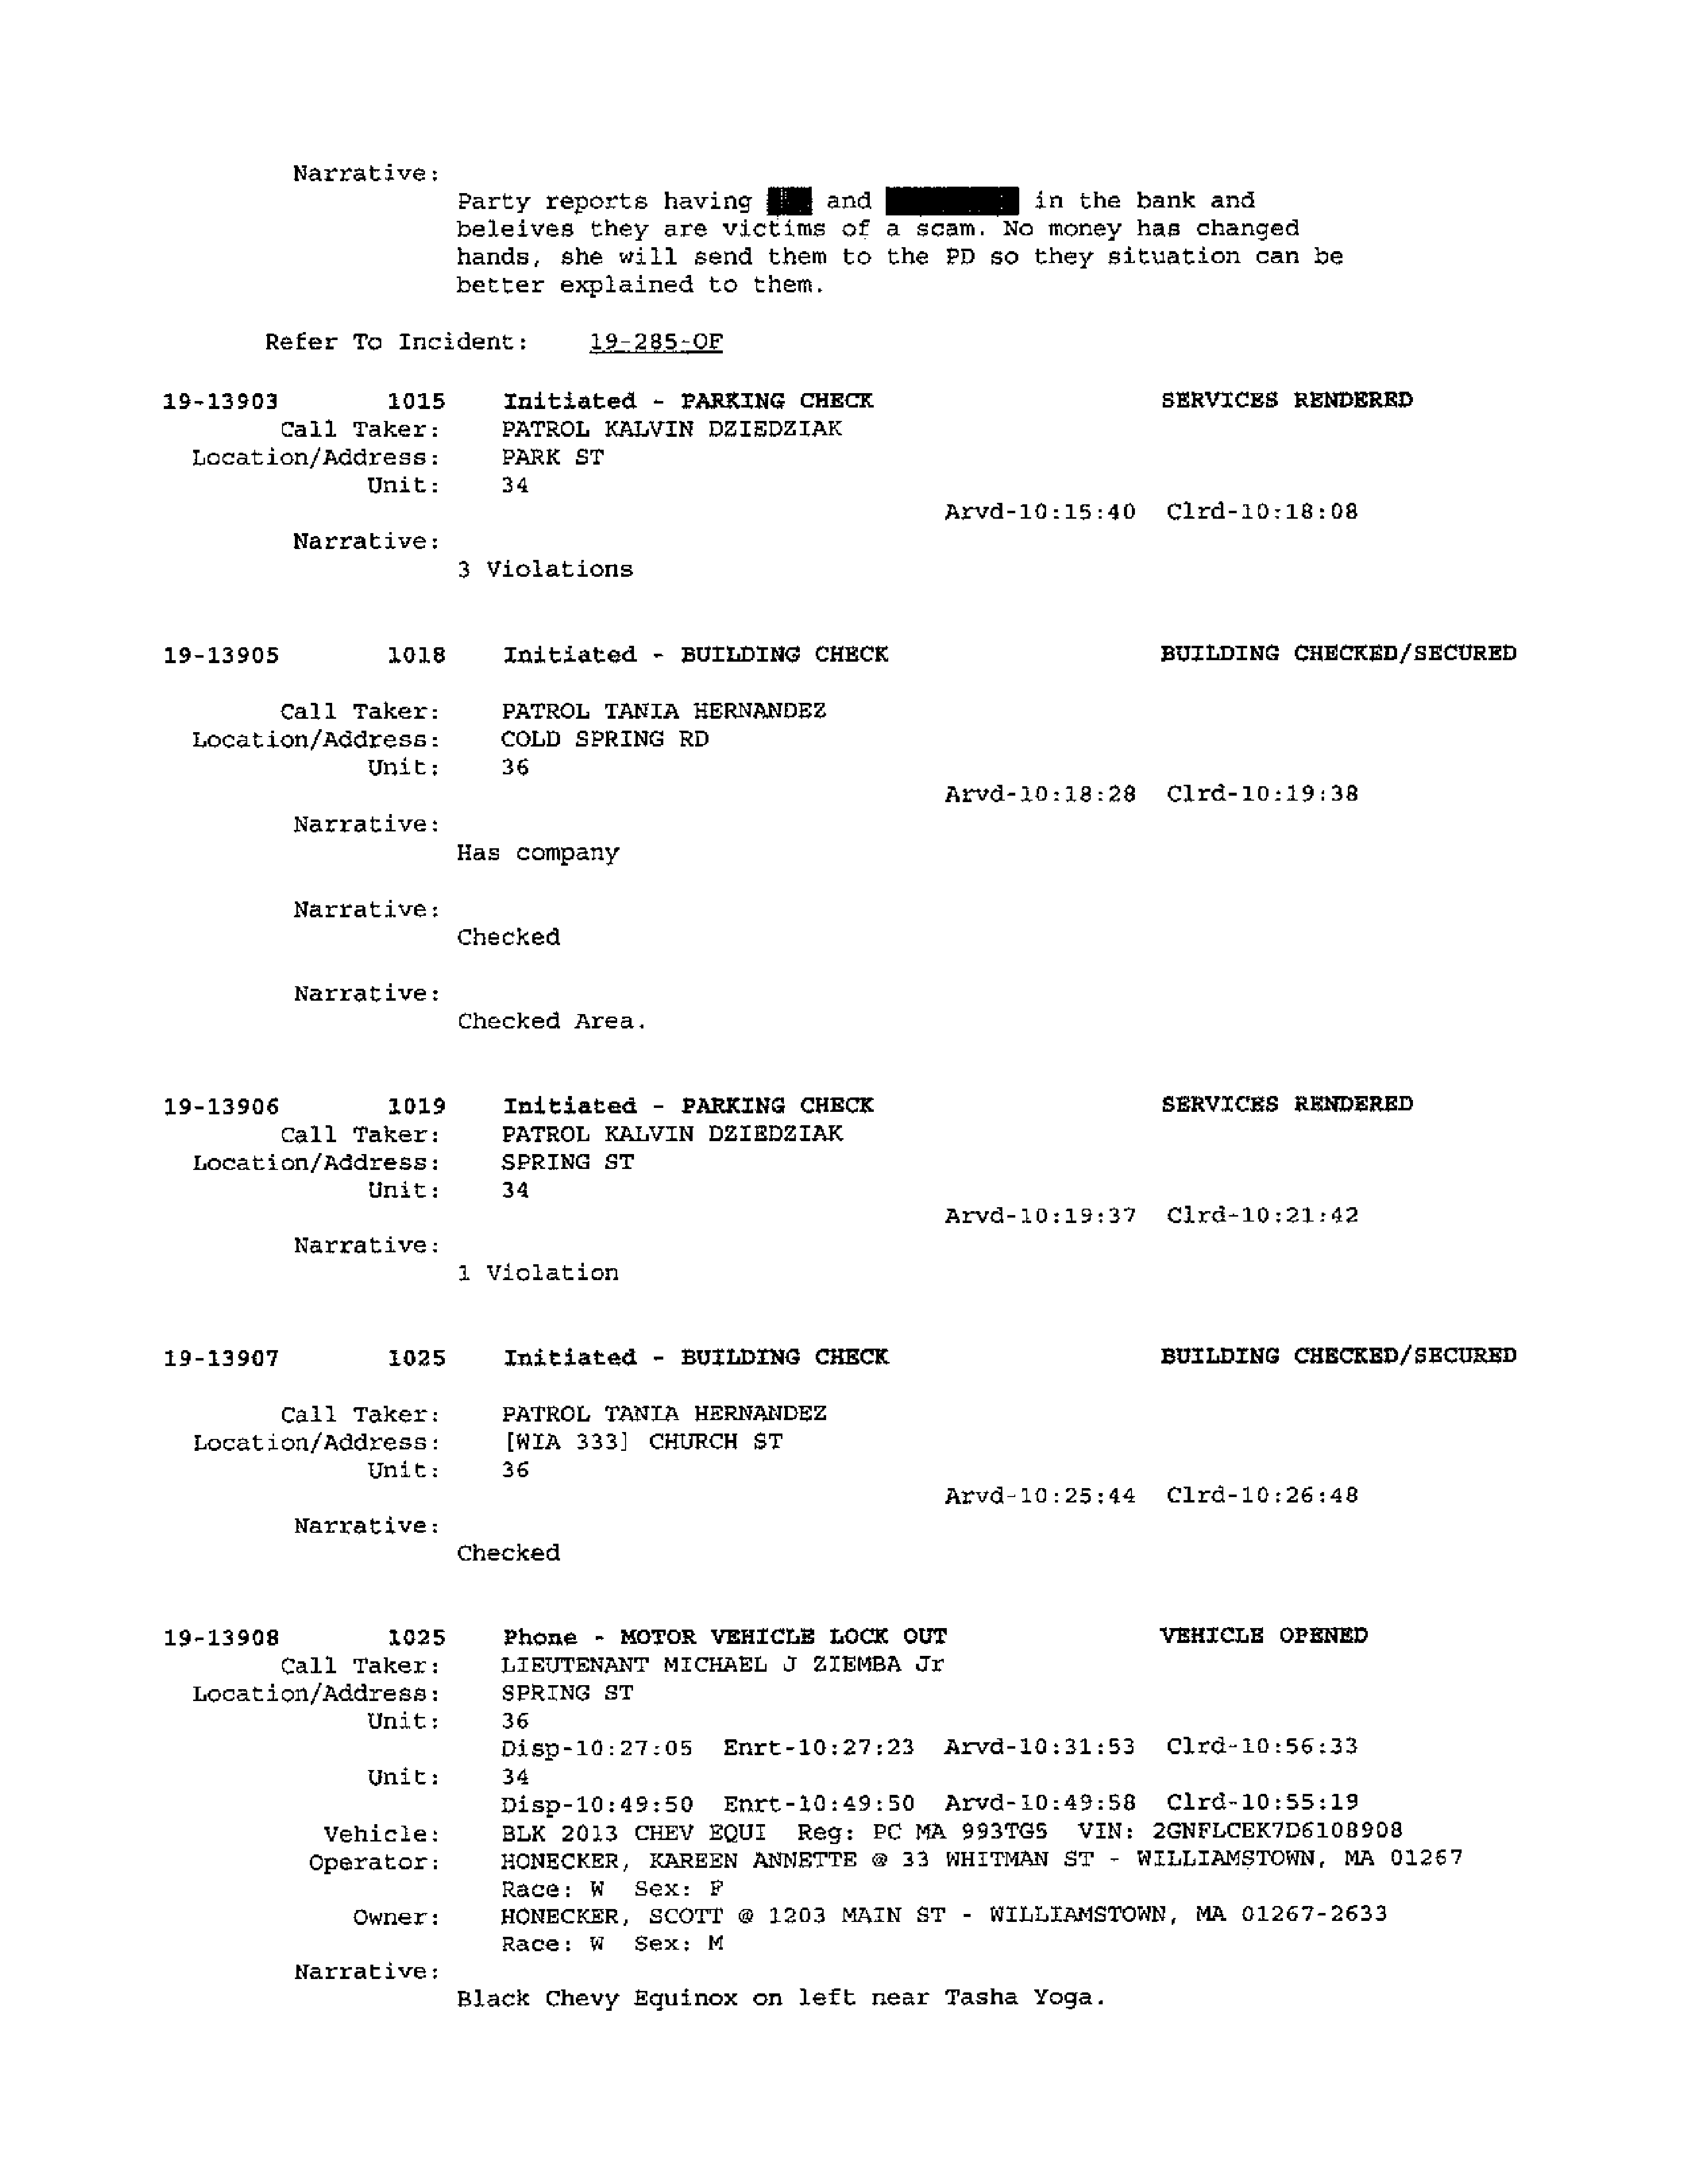 Narrative:
Party reports having and in the bank and
beleives they are victims of a scam. No money has changed
hands, she will send them to the PD so they situation can be
better explained to them.
Refer To Incident: 19-285-OF
19-13903 1015 Initiated - PARKING CHECK SERVICES RENDERED
Call Taker: PATROL KALVIN DZIEDZIAK
Location/Address: PARK ST
Unit: 34
Arvd-10:15:40 Clrd-10:18:08
Narrative:
3 Violations
19-13905 1018 Initiated - BUILDING CHECK BUILDING CHECKED/SECURED
Call Taker: PATROL TANIA HERNANDEZ
Location/Address: COLD SPRING RD
Unit: 36
Arvd-10:18:28 Clrd-10:19:38
Narrative:
Has company
Narrative:
Checked
Narrative:
Checked Area.
19-13906 1019 Initiated - PARKING CHECK SERVICES RENDERED
Call Taker: PATROL KALVIN DZIEDZIAK
Location/Address: SPRING ST
Unit: 34
Arvd-10:19:37 Clrd-10:21:42
Narrative:
1 Violation
19-13907 1025 Initiated - BUILDING CHECK BUILDING CHECKED/SECURED
Call Taker: PATROL TANIA HERNANDEZ
Location/Address: [WIA 333] CHURCH ST
Unit: 36
Arvd-10:25:44 Clrd-10:26:48
Narrative:
Checked
19-13908 1025 Phone - MOTOR VEHICLE LOCK OUT VEHICLE OPENED
Call Taker: LIEUTENANT MICHAEL J ZIEMBA Jr
Location/Address: SPRING ST
Unit: 36
Disp-10:27:05 Enrt-10:27:23 Arvd-10:31:53 Clrd-10:56:33
Unit: 34
Disp-10:49:50 Enrt-10:49:50 Arvd-10:49:58 Clrd-10:55:19
Vehicle: BLK 2013 CHEV EQUI Reg: PC MA 993TG5 VIN: 2GNFLCEK7D6108908
Operator: HONECKER, KAREEN ANNETTE @ 33 WHITMAN ST - WILLIAMSTOWN, MA 01267
Race: W Sex: F
Owner: HONECKER, SCOTT @ 1203 MAIN ST - WILLIAMSTOWN, MA 01267-2633
Race: W Sex: M
Narrative:
Black Chevy Equinox on left near Tasha Yoga.